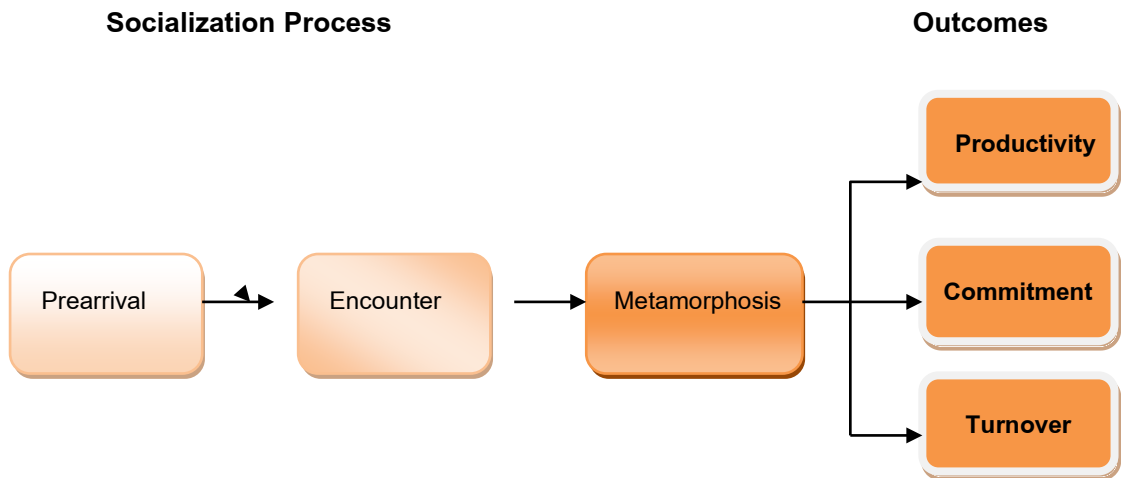 Socialization Process
Outcomes
Productivity
Prearrival
Encounter
Metamorphosis
Commitment
Turnover